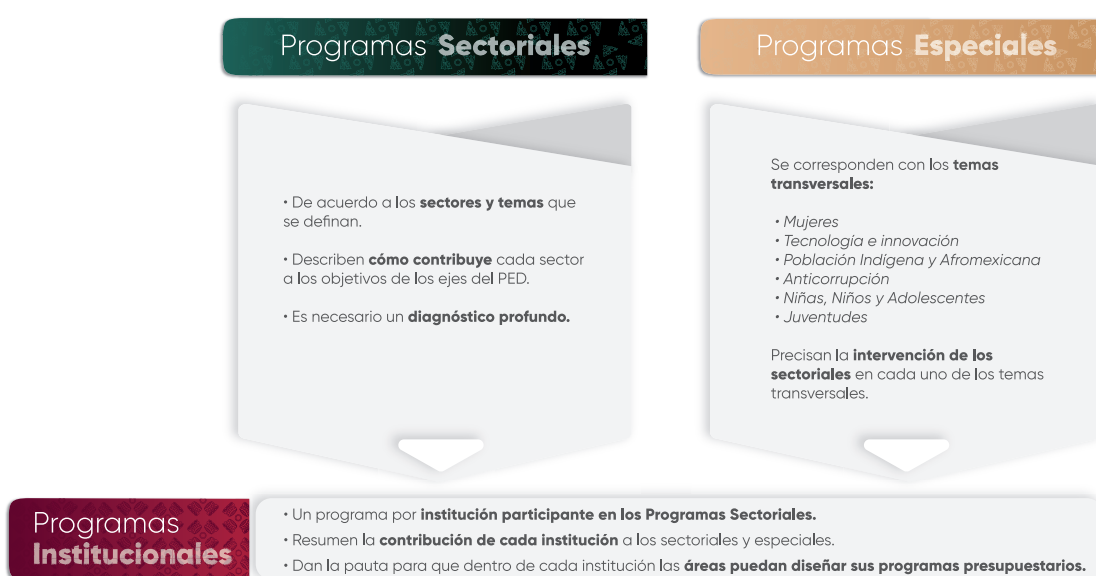 Programas Sectoriales
• De acuerdo a los sectores y temas que
se definan.
• Describen cómo contribuye cada sector
a los objetivos de los ejes del PED.
• Es necesario un diagnóstico profundo.
Programas Especiales
Se corresponden con los temas
transversales:
• Mujeres
• Tecnología e innovación
• Población Indígena y Afromexicana
• Anticorrupción
• Niñas, Niños y Adolescentes
• Juventudes
Precisan la intervención de los
sectoriales en cada uno de los temas
transversales.
Programas
Institucionales
• Un programa por institución participante en los Programas Sectoriales.
• Resumen la contribución de cada institución a los sectoriales y especiales.
• Dan la pauta para que dentro de cada institución las áreas puedan diseñar sus programas presupuestarios.